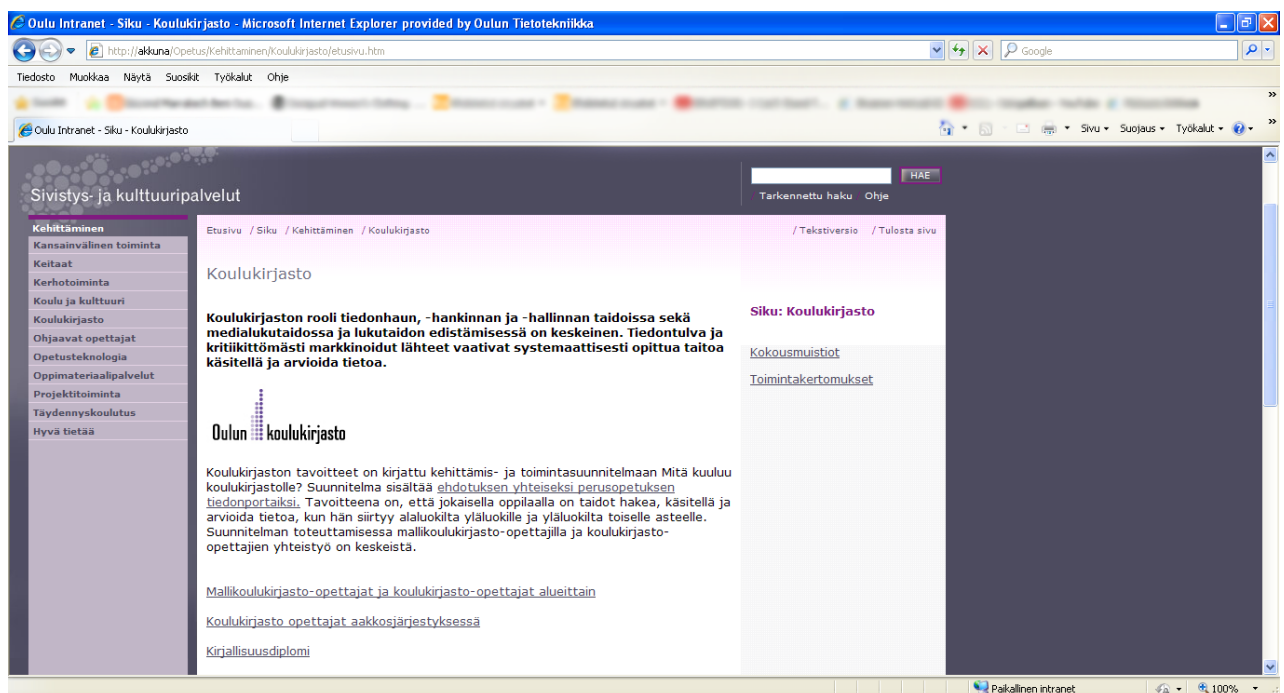 Oulu Intranet - Siku - Koulukirjasto - Microsoft Internet Explorer provided by Oulun Tietotekniikka
http://akkuna/Opetus/Kehittaminen/Koulukirjasto/etusivu.htm
Google
Tiedosto Muokkaa Näytä Suosikit Työkalut Ohje
Oulu Intranet - Siku - Koulukirjasto
Sivu Suojaus Työkalut
Sivistys- ja kulttuuripalvelut
HAE
/ Tarkennettu haku Ohje
Kehittäminen
Kansainvälinen toiminta
Keitaat
Kerhotoiminta
Koulu ja kulttuuri
Koulukirjasto
Ohjaavat opettajat
Opetusteknologia
Oppimateriaalipalvelut
Projektitoiminta
Täydennyskoulutus
Hyvä tietää
Etusivu / Siku / Kehittäminen / Koulukirjasto
/ Tekstiversio / Tulosta sivu
Koulukirjasto
Koulukirjaston rooli tiedonhaun, -hankinnan ja -hallinnan taidoissa sekä
medialukutaidossa ja lukutaidon edistämisessä on keskeinen. Tiedontulva ja
kritiikittömästi markkinoidut lähteet vaativat systemaattisesti opittua taitoa
käsitellä ja arvioida tietoa.
Oulun koulukirjasto
Koulukirjaston tavoitteet on kirjattu kehittämis- ja toimintasuunnitelmaan Mitä kuuluu
koulukirjastolle? Suunnitelma sisältää ehdotuksen yhteiseksi perusopetuksen
tiedonportaiksi. Tavoitteena on, että jokaisella oppilaalla on taidot hakea, käsitellä ja
arvioida tietoa, kun hän siirtyy alaluokilta yläluokille ja yläluokilta toiselle asteelle.
Suunnitelman toteuttamisessa mallikoulukirjasto-opettajilla ja koulukirjasto-
opettajien yhteistyö on keskeistä.
Mallikoulukirjasto-opettajat ja koulukirjasto-opettajat alueittain
Koulukirjasto opettajat aakkosjärjestyksessä
Kirjallisuusdiplomi
Siku: Koulukirjasto
Kokousmuistiot
Toimintakertomukset
Paikallinen intranet
100%